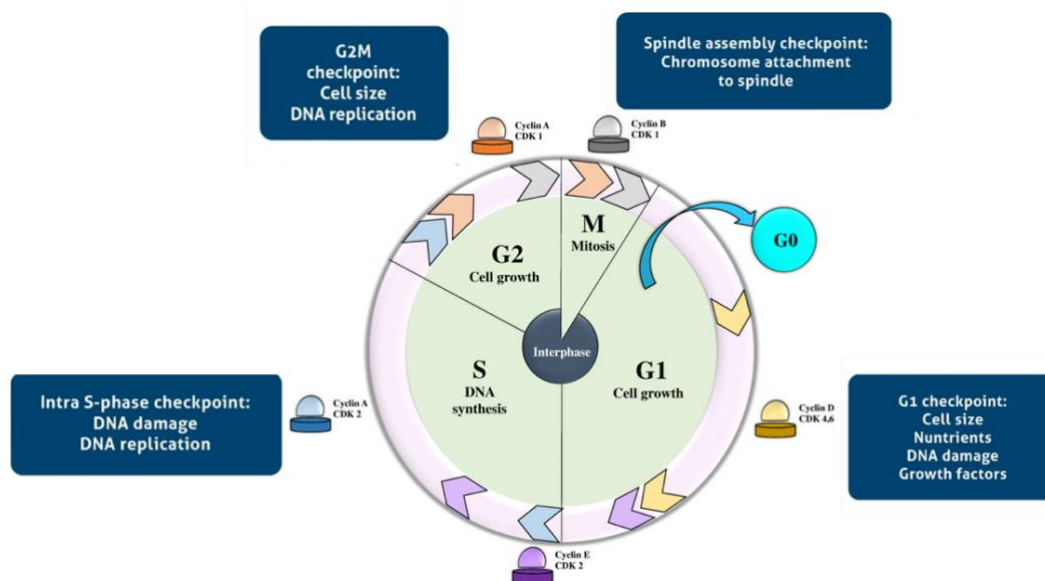 G2M
checkpoint:
Cell size
DNA replication
Spindle assembly checkpoint:
Chromosome attachment
to spindle
Cyclin A
CDK 1
Cyclin B
CDK 1
M
Mitosis
G0
G2
Cell growth
Interphase
S
DNA
synthesis
G1
Cell growth
Intra S-phase checkpoint:
DNA damage
DNA replication
Cyclin A
CDK 2
Cyclin D
CDK 4,6
G1 checkpoint:
Cell size
Nuntrients
DNA damage
Growth factors
Cyclin E
CDK 2